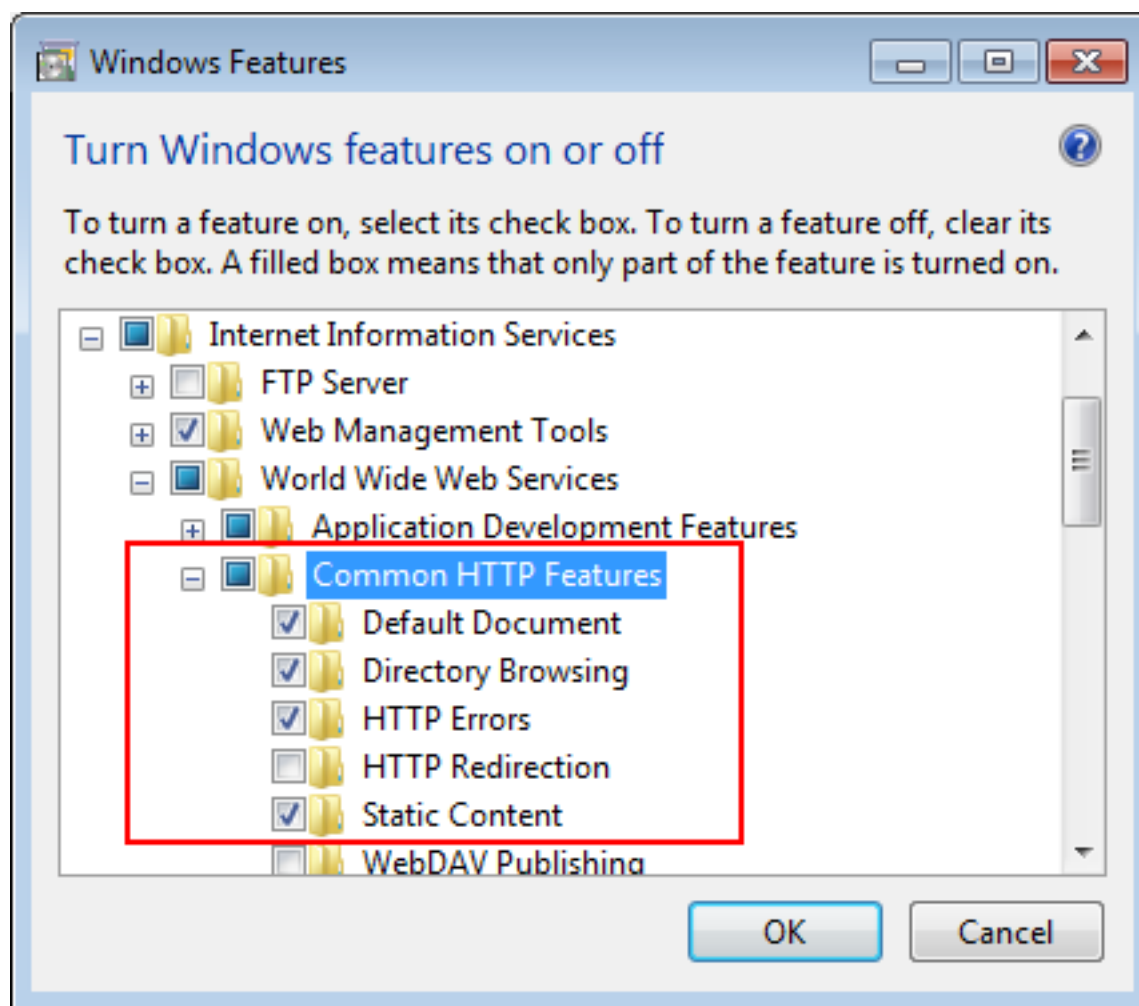 Windows Features
Turn Windows features on or off
To turn a feature on, select its check box. To turn a feature off, clear its
check box. A filled box means that only part of the feature is turned on.
Internet Information Services
FTP Server
Web Management Tools
World Wide Web Services
Application Development Features
Common HTTP Features
Default Document
Directory Browsing
HTTP Errors
HTTP Redirection
Static Content
WebDAV Publishing
OK Cancel